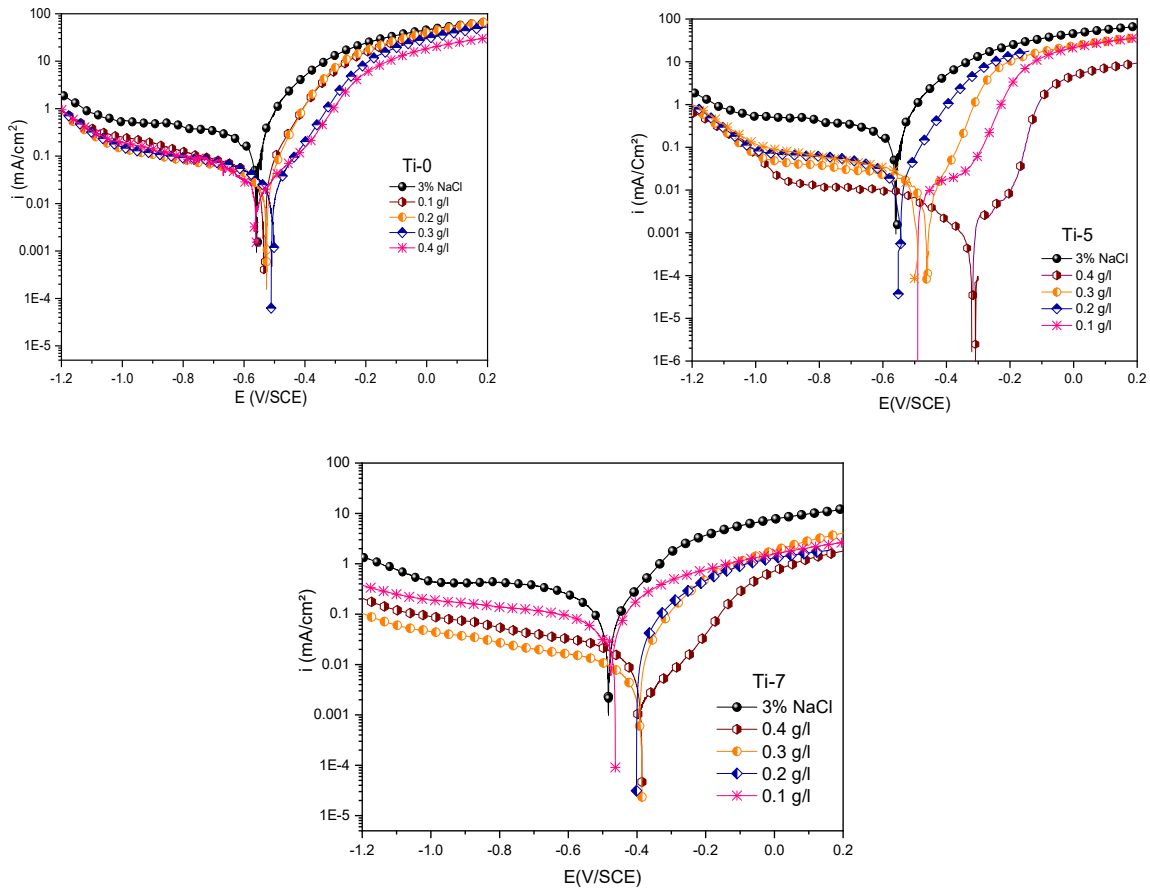 100
10
1
0.1
0.01
0.001
1E-4
1E-5
i (mA/cm²)
Ti-0
3% NaCl
0.1 g/l
0.2 g/l
0.3 g/l
0.4 g/l
-1.2 -1.0 -0.8 -0.6 -0.4 -0.2 0.0 0.2
E (V/SCE)
100
10
1
0.1
0.01
0.001
1E-4
1E-5
1E-6
i (mA/Cm²)
Ti-5
3% NaCl
0.4 g/l
0.3 g/l
0.2 g/l
0.1 g/l
-1.2 -1.0 -0.8 -0.6 -0.4 -0.2 0.0 0.2
E(V/SCE)
100
10
1
0.1
0.01
0.001
1E-4
1E-5
i (mA/cm²)
Ti-7
3% NaCl
0.4 g/l
0.3 g/l
0.2 g/l
0.1 g/l
-1.2 -1.0 -0.8 -0.6 -0.4 -0.2 0.0 0.2
E(V/SCE)